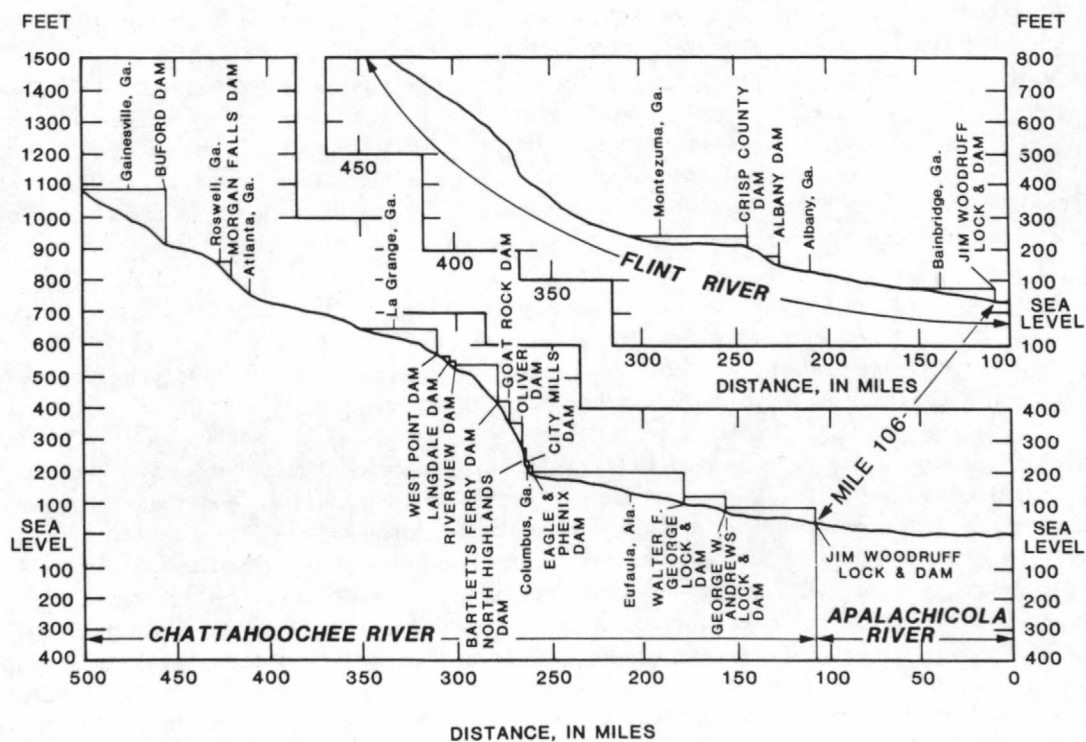 FEET
1500
1400
1300
1200
1100
1000
900
800
700
600
500
400
300
200
100
SEA
LEVEL
100
200
300
400
Gainesville, Ga.
BUFORD DAM
Roswell, Ga.
MORGAN FALLS DAM
Atlanta, Ga.
La Grange, Ga.
WEST POINT DAM
LANGDALE DAM
RIVERVIEW DAM
BARTLETTS FERRY DAM
NORTH HIGHLANDS
DAM
GOAT ROCK DAM
OLIVER
DAM
CITY MILLS
DAM
Columbus, Ga.
EAGLE &
PHENIX
DAM
Eufaula, Ala.
WALTER F.
GEORGE
LOCK &
DAM
GEORGE W.
ANDREWS
LOCK &
DAM
JIM WOODRUFF
LOCK & DAM
MILE 106
CHATTAHOOCHEE RIVER
APALACHICOLA
RIVER
500 450 400 350 300 250 200 150 100 50 0
DISTANCE, IN MILES
FEET
800
700
600
500
400
300
200
100
SEA
LEVEL
100
450
400
350
300 250 200 150 100
DISTANCE, IN MILES
FLINT RIVER
Montezuma, Ga.
CRISP COUNTY
DAM
ALBANY DAM
Albany, Ga.
Bainbridge, Ga.
JIM WOODRUFF
LOCK & DAM
400
300
200
100
SEA
LEVEL
100
200
300
400